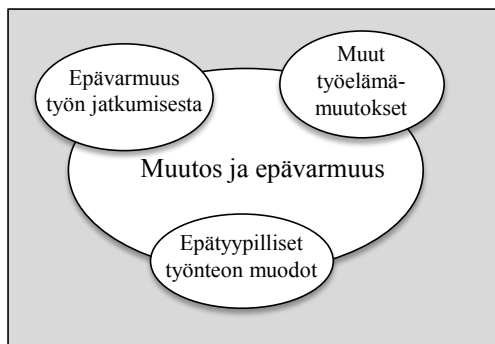 Epävarmuus
työn jatkumisesta
Muut
työelämä-
muutokset
Muutos ja epävarmuus
Epätyypilliset
työnteon muodot